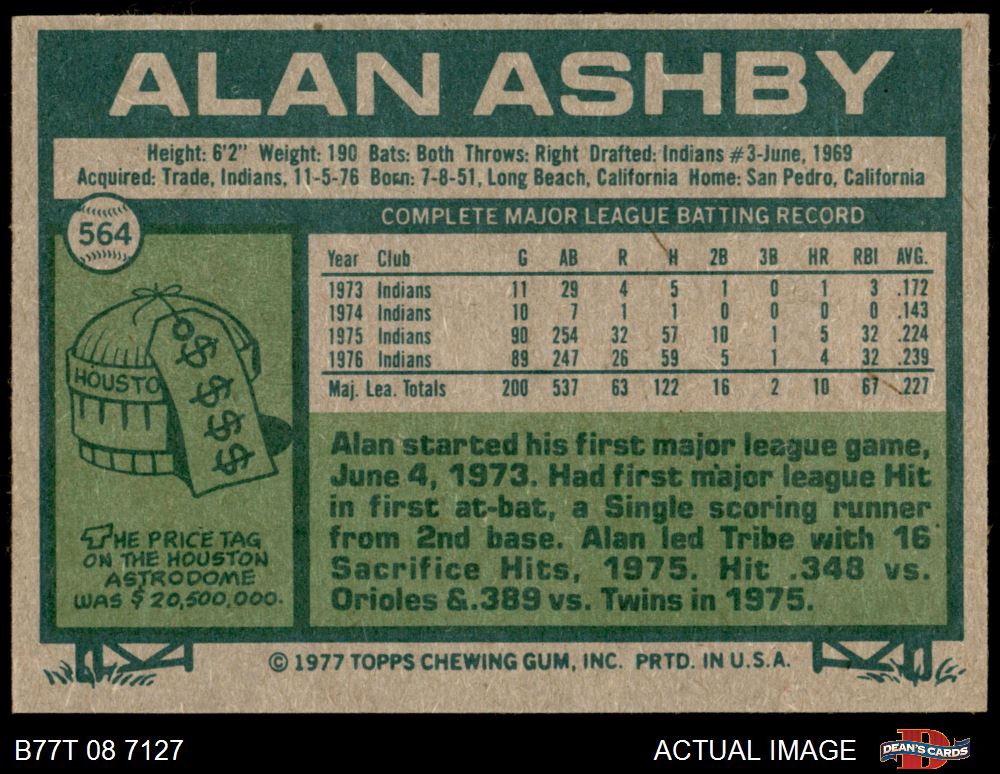 ALAN ASHBY
Height: 6'2" Weight: 190 Bats: Both Throws: Right Drafted: Indians #3-June, 1969
Acquired: Trade, Indians, 11-5-76 Born: 7-8-51, Long Beach, California Home: San Pedro, California
564
COMPLETE MAJOR LEAGUE BATTING RECORD
Year Club G AB R H 2B 3B HR RBI AVG.
1973 Indians 11 29 4 5 1 0 1 3 .172
1974 Indians 10 7 1 1 0 0 0 0 .143
1975 Indians 90 254 32 57 10 1 5 32 .224
1976 Indians 89 247 26 59 5 1 4 32 .239
Maj. Lea. Totals 200 537 63 122 16 2 10 67 .227
HOUSTO
$
$
$$
$$
THE PRICE TAG
ON THE HOUSTON
ASTRODOME
WAS $20,500,000.
Alan started his first major league game,
June 4, 1973. Had first major league Hit
in first at-bat, a Single scoring runner
from 2nd base. Alan led Tribe with 16
Sacrifice Hits, 1975. Hit .348 vs.
Orioles &.389 vs. Twins in 1975.
© 1977 TOPPS CHEWING GUM, INC. PRTD. IN U.S.A.
B77T 08 7127
ACTUAL IMAGE
DEAN'S CARDS